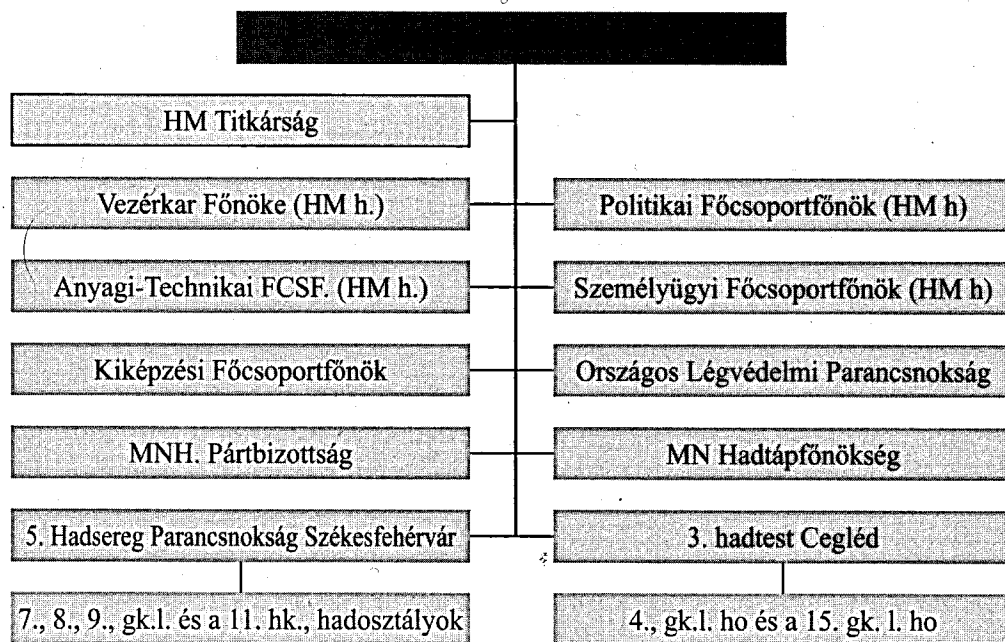 HM Titkárság
Vezérkar Főnöke (HM h.)
Politikai Főcsoportfőnök (HM h)
Anyagi-Technikai FCSF. (HM h.)
Személyügyi Főcsoportfőnök (HM h)
Kiképzési Főcsoportfőnök
Országos Légvédelmi Parancsnokság
MNH. Pártbizottság
MN Hadtápfőnökség
5. Hadsereg Parancsnokság Székesfehérvár
3. hadtest Cegléd
7., 8., 9., gk.l. és a 11. hk., hadosztályok
4., gk.l. ho és a 15. gk. l. ho